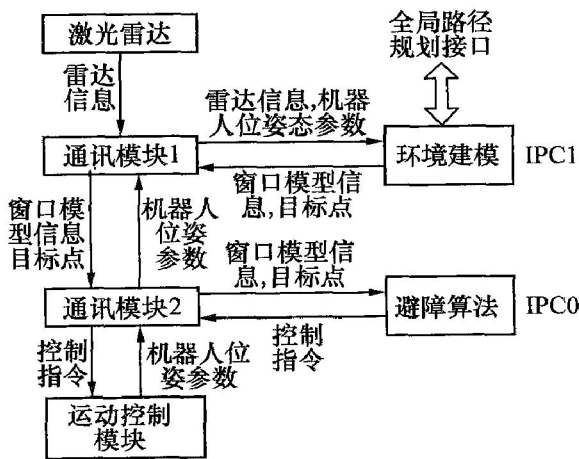 激光雷达
全局路径
规划接口
雷达
信息
雷达信息,机器
人位姿态参数
通讯模块1
环境建模
IPC1
窗口模型信
息,目标点
窗口模
型信息
目标点
机器人
位姿
参数
窗口模型信
息,目标点
通讯模块2
避障算法
IPC0
控制
指令
控制
指令
机器人位
姿参数
运动控制
模块